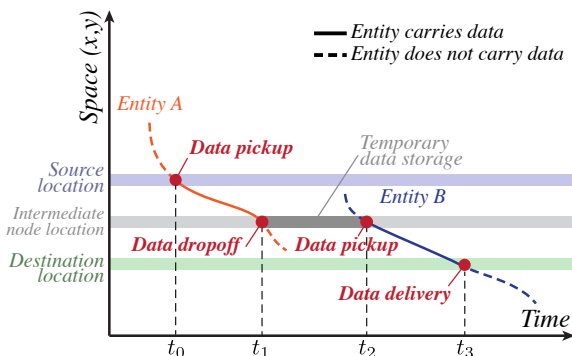 Space (x,y)
Entity carries data
Entity does not carry data
Entity A
Data pickup
Temporary
data storage
Source
location
Entity B
Intermediate
node location
Data dropoff
Data pickup
Destination
location
Data delivery
Time
t0
t1
t2
t3